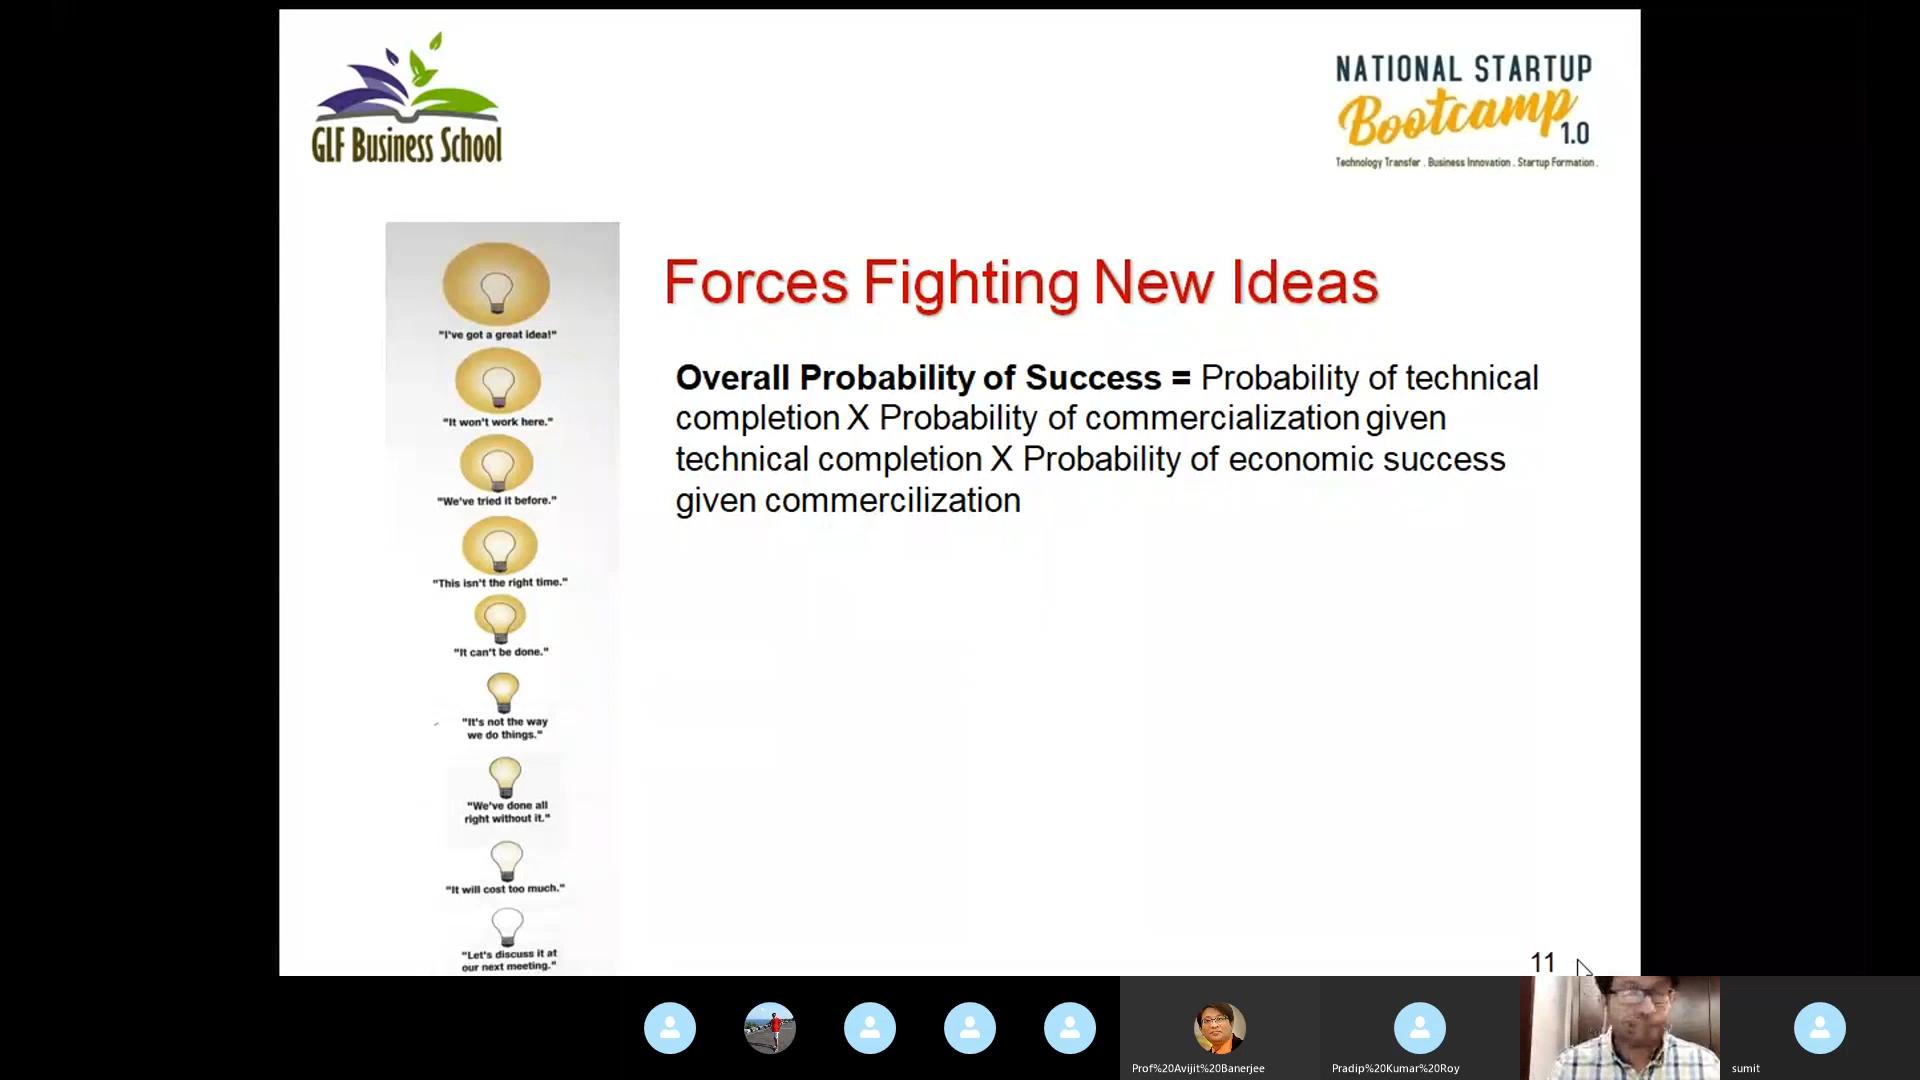 GLF Business School
NATIONAL STARTUP
Bootcamp
1.0
Technology Transfer . Business Innovation . Startup Formation .
Forces Fighting New Ideas
Overall Probability of Success = Probability of technical
completion X Probability of commercialization given
technical completion X Probability of economic success
given commercilization
"I've got a great idea!"
"It won't work here."
"We've tried it before."
"This isn't the right time."
"It can't be done."
"It's not the way
we do things."
"We've done all
right without it."
"It will cost too much."
"Let's discuss it at
our next meeting."
11
Prof%20Avijit%20Banerjee
Pradip%20Kumar%20Roy
sumit